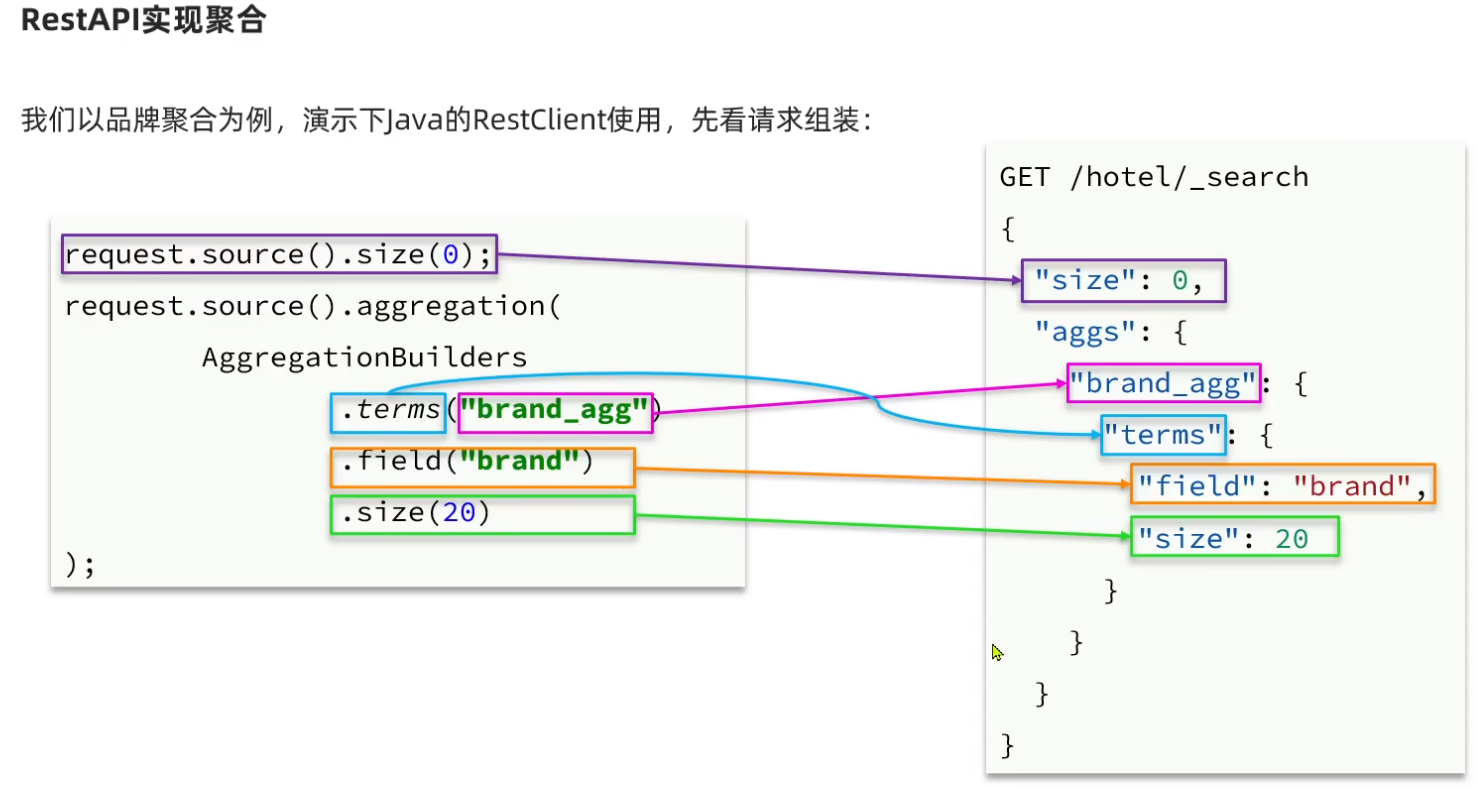 RestAPI实现聚合
我们以品牌聚合为例，演示下Java的RestClient使用，先看请求组装：
request.source().size(0);
request.source().aggregation(
AggregationBuilders
.terms("brand_agg")
.field("brand")
.size(20)
);
GET /hotel/_search
{
"size": 0,
"aggs": {
"brand_agg": {
"terms": {
"field": "brand",
"size": 20
}
}
}
}